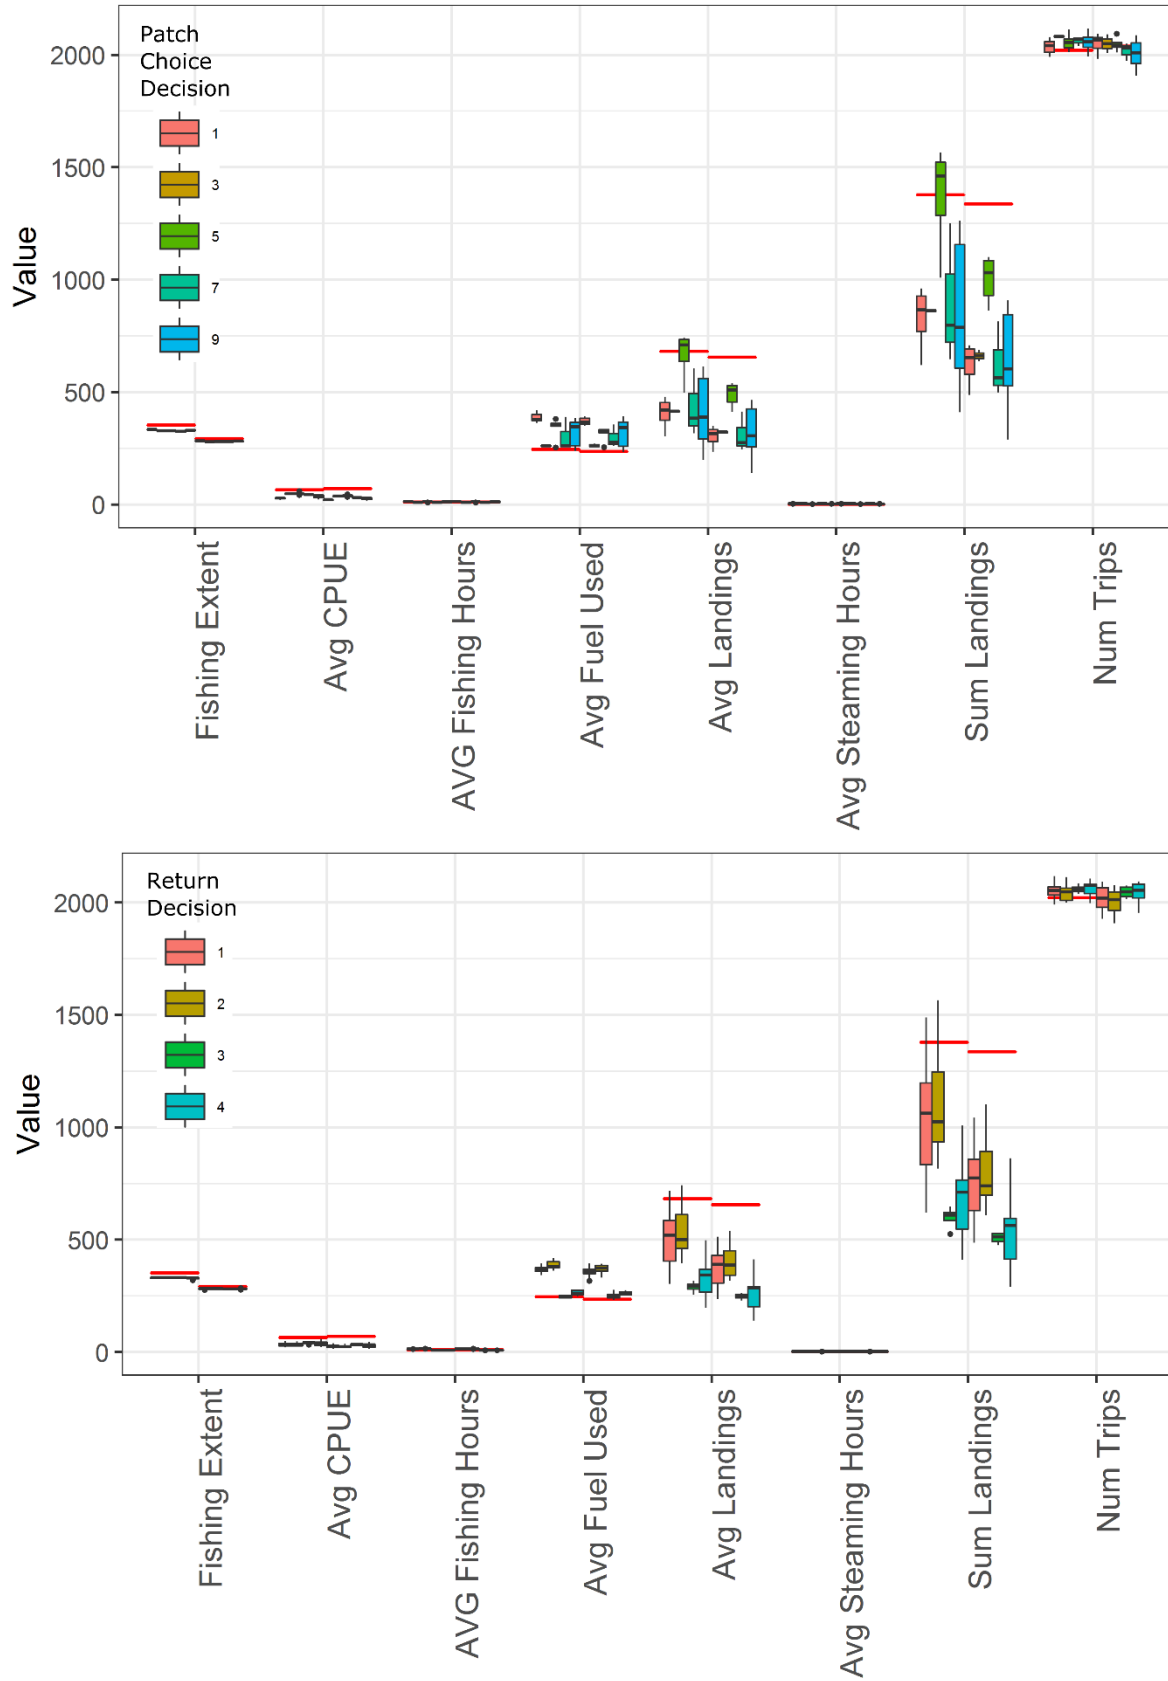 Patch
Choice
Decision
1
3
5
7
9
Value
2000
1500
1000
500
0
Fishing Extent
Avg CPUE
AVG Fishing Hours
Avg Fuel Used
Avg Landings
Avg Steaming Hours
Sum Landings
Num Trips
Return
Decision
1
2
3
4
Value
2000
1500
1000
500
0
Fishing Extent
Avg CPUE
AVG Fishing Hours
Avg Fuel Used
Avg Landings
Avg Steaming Hours
Sum Landings
Num Trips